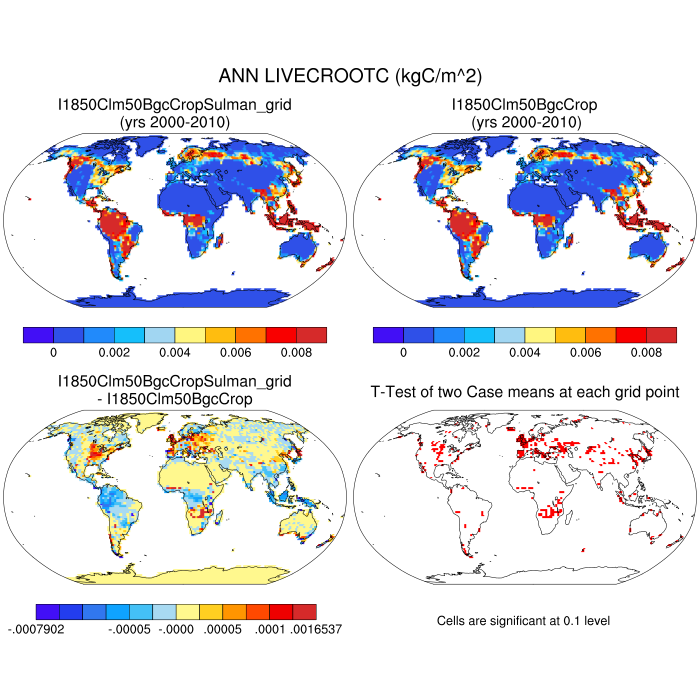 ANN LIVECROOTC (kgC/m^2)
I1850Clm50BgcCropSulman_grid
(yrs 2000-2010)
I1850Clm50BgcCrop
(yrs 2000-2010)
0 0.002 0.004 0.006 0.008
0 0.002 0.004 0.006 0.008
I1850Clm50BgcCropSulman_grid
- I1850Clm50BgcCrop
T-Test of two Case means at each grid point
-.0007902 -.00005 -.0000 .00005 .0001 .0016537
Cells are significant at 0.1 level